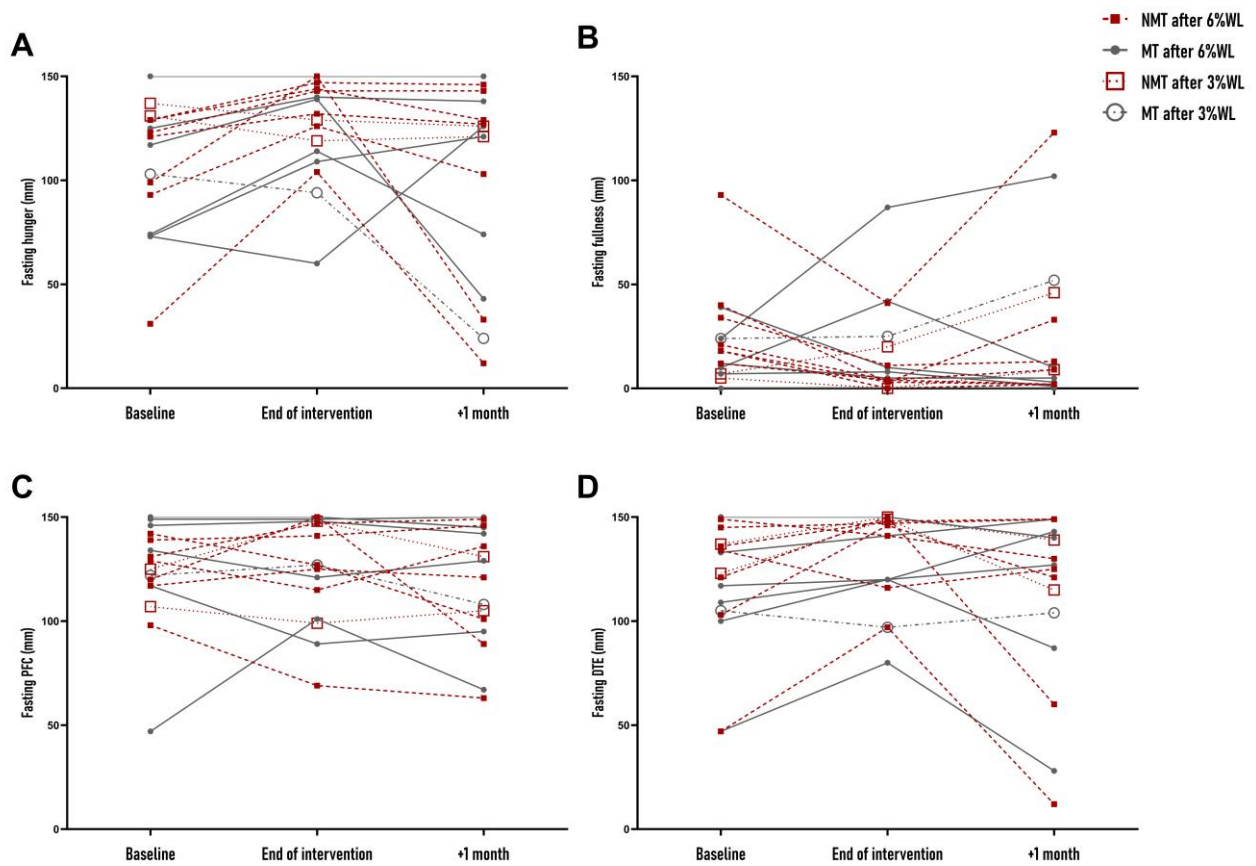 NMT after 6%WL
MT after 6%WL
NMT after 3%WL
MT after 3%WL
A
150
100
50
0
Fasting hunger (mm)
Baseline
End of intervention
+1 month
B
150
100
50
0
Fasting fullness (mm)
Baseline
End of intervention
+1 month
C
150
100
50
0
Fasting PFC (mm)
Baseline
End of intervention
+1 month
D
150
100
50
0
Fasting DTE (mm)
Baseline
End of intervention
+1 month